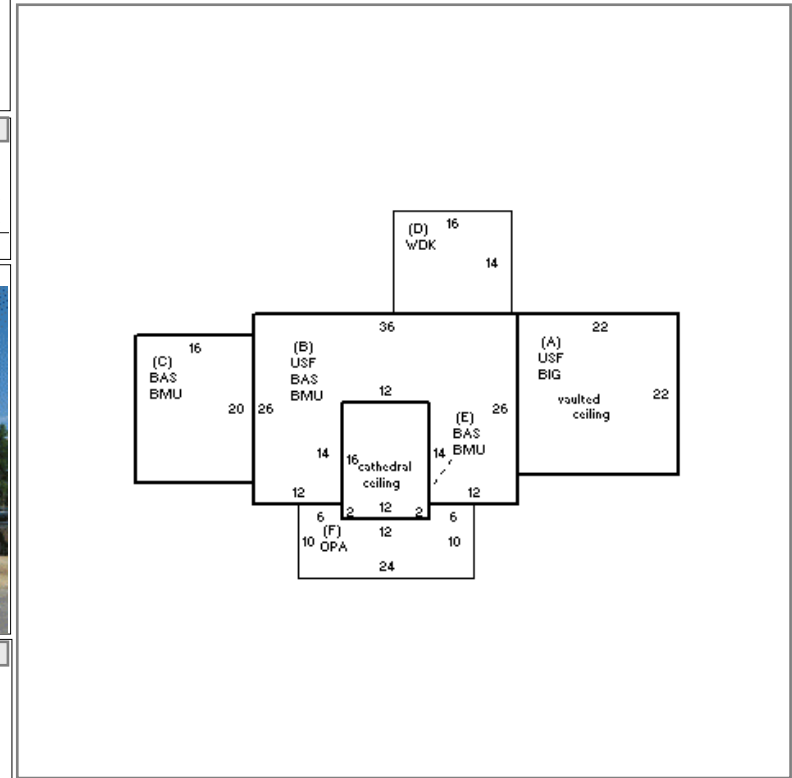 (D) 16
WDK
14
36
22
16
(C)
BAS
BMU
20
26
(B)
USF
BAS
BMU
12
26
(A)
USF
BIG
vaulted
ceiling
22
(E)
BAS
BMU
14
16
14
cathedral
ceiling
12
12
12
6
2
2
6
(F)
OPA
12
10
10
24